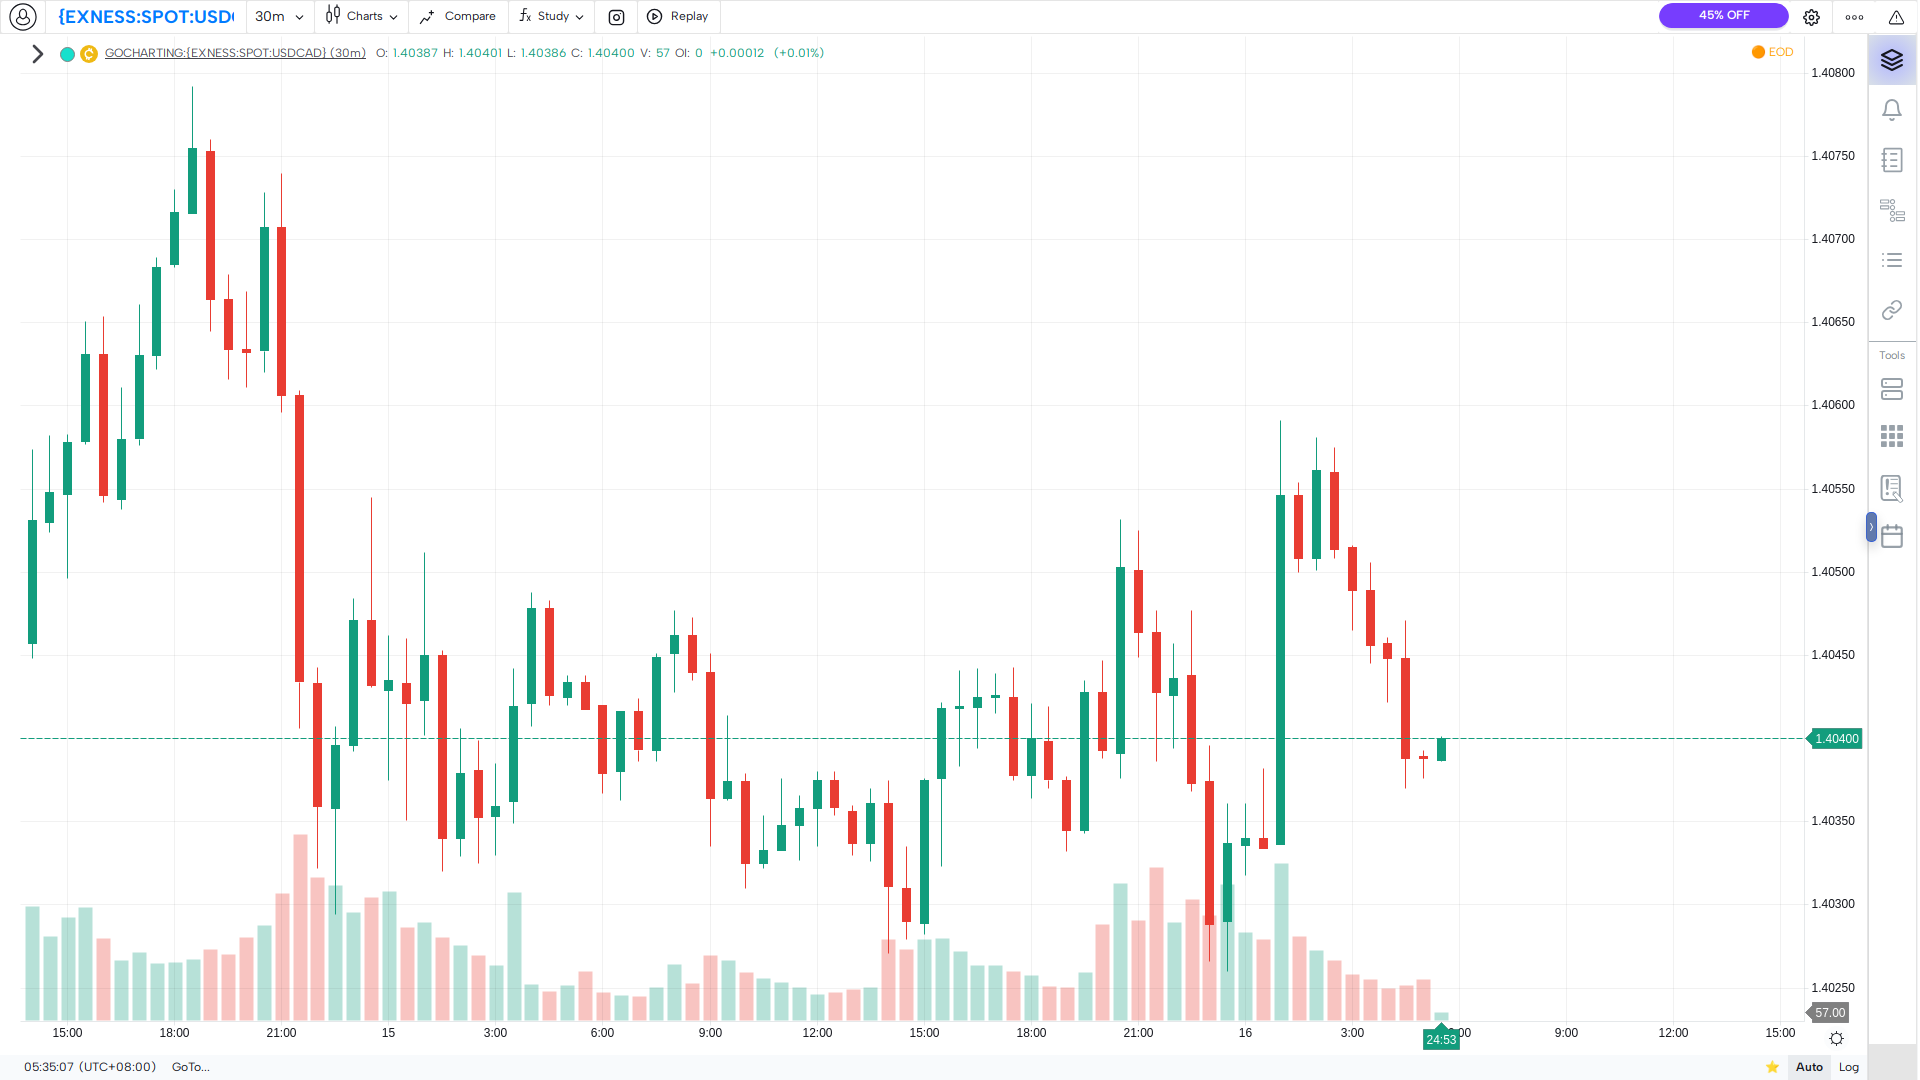 {EXNESS:SPOT:USD
30m
Charts
Compare
Study
Replay
45% OFF
GOCHARTING:{EXNESS:SPOT:USDCAD} (30m) O: 1.40387 H: 1.40401 L: 1.40386 C: 1.40400 V: 57 OI: 0 +0.00012 (+0.01%)
EOD
1.40800
1.40750
1.40700
1.40650
1.40600
1.40550
1.40500
1.40450
1.40400
1.40350
1.40300
1.40250
57.00
Tools
15:00 18:00 21:00 15 3:00 6:00 9:00 12:00 15:00 18:00 21:00 16 3:00 9:00 12:00 15:00
24:53
05:35:07 (UTC+08:00) GoTo...
Auto Log